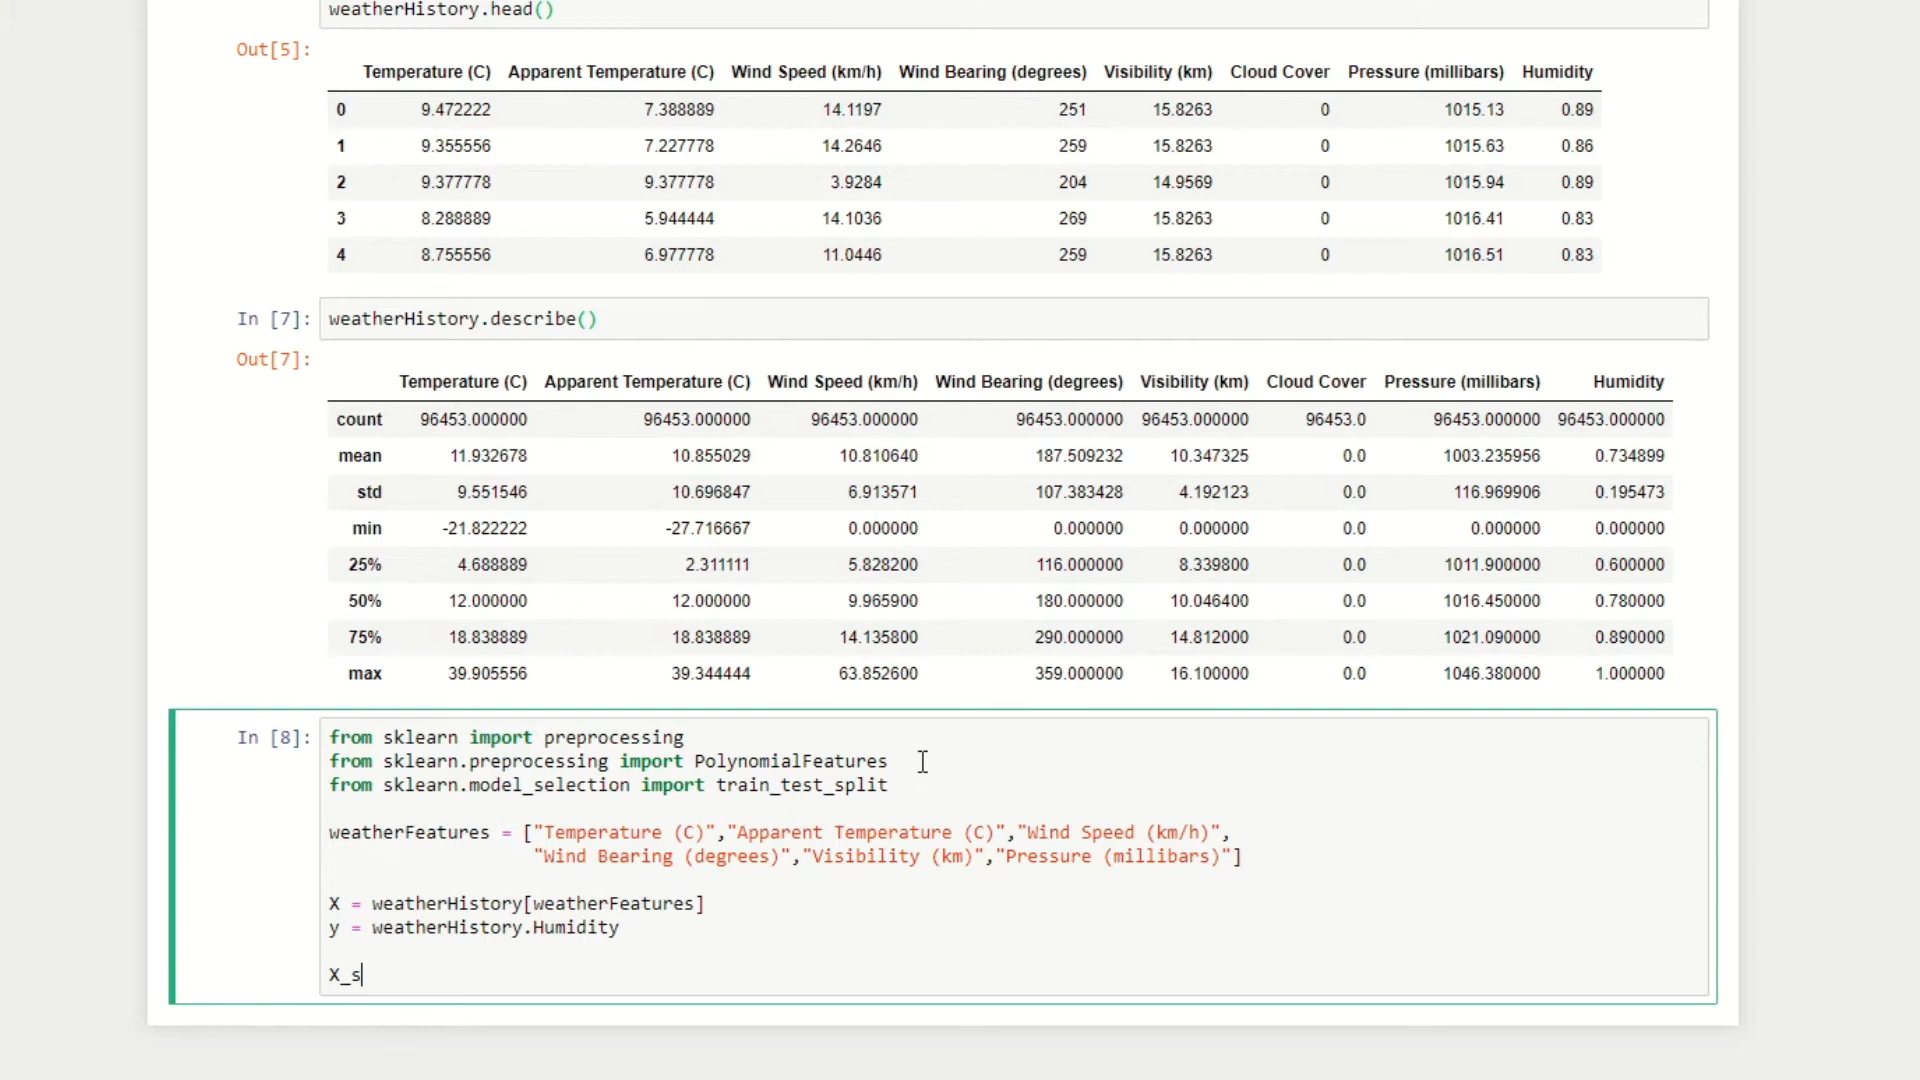 weatherHistory.head()
Out[5]:
Temperature (C) Apparent Temperature (C) Wind Speed (km/h) Wind Bearing (degrees) Visibility (km) Cloud Cover Pressure (millibars) Humidity
0 9.472222 7.388889 14.1197 251 15.8263 0 1015.13 0.89
1 9.355556 7.227778 14.2646 259 15.8263 0 1015.63 0.86
2 9.377778 9.377778 3.9284 204 14.9569 0 1015.94 0.89
3 8.288889 5.944444 14.1036 269 15.8263 0 1016.41 0.83
4 8.755556 6.977778 11.0446 259 15.8263 0 1016.51 0.83
In [7]: weatherHistory.describe()
Out[7]:
Temperature (C) Apparent Temperature (C) Wind Speed (km/h) Wind Bearing (degrees) Visibility (km) Cloud Cover Pressure (millibars) Humidity
count 96453.000000 96453.000000 96453.000000 96453.000000 96453.000000 96453.0 96453.000000 96453.000000
mean 11.932678 10.855029 10.810640 187.509232 10.347325 0.0 1003.235956 0.734899
std 9.551546 10.696847 6.913571 107.383428 4.192123 0.0 116.969906 0.195473
min -21.822222 -27.716667 0.000000 0.000000 0.000000 0.0 0.000000 0.000000
25% 4.688889 2.311111 5.828200 116.000000 8.339800 0.0 1011.900000 0.600000
50% 12.000000 12.000000 9.965900 180.000000 10.046400 0.0 1016.450000 0.780000
75% 18.838889 18.838889 14.135800 290.000000 14.812000 0.0 1021.090000 0.890000
max 39.905556 39.344444 63.852600 359.000000 16.100000 0.0 1046.380000 1.000000
In [8]: from sklearn import preprocessing
from sklearn.preprocessing import PolynomialFeatures
from sklearn.model_selection import train_test_split
weatherFeatures = ["Temperature (C)","Apparent Temperature (C)","Wind Speed (km/h)",
"Wind Bearing (degrees)","Visibility (km)","Pressure (millibars)"]
X = weatherHistory[weatherFeatures]
y = weatherHistory.Humidity
X_s